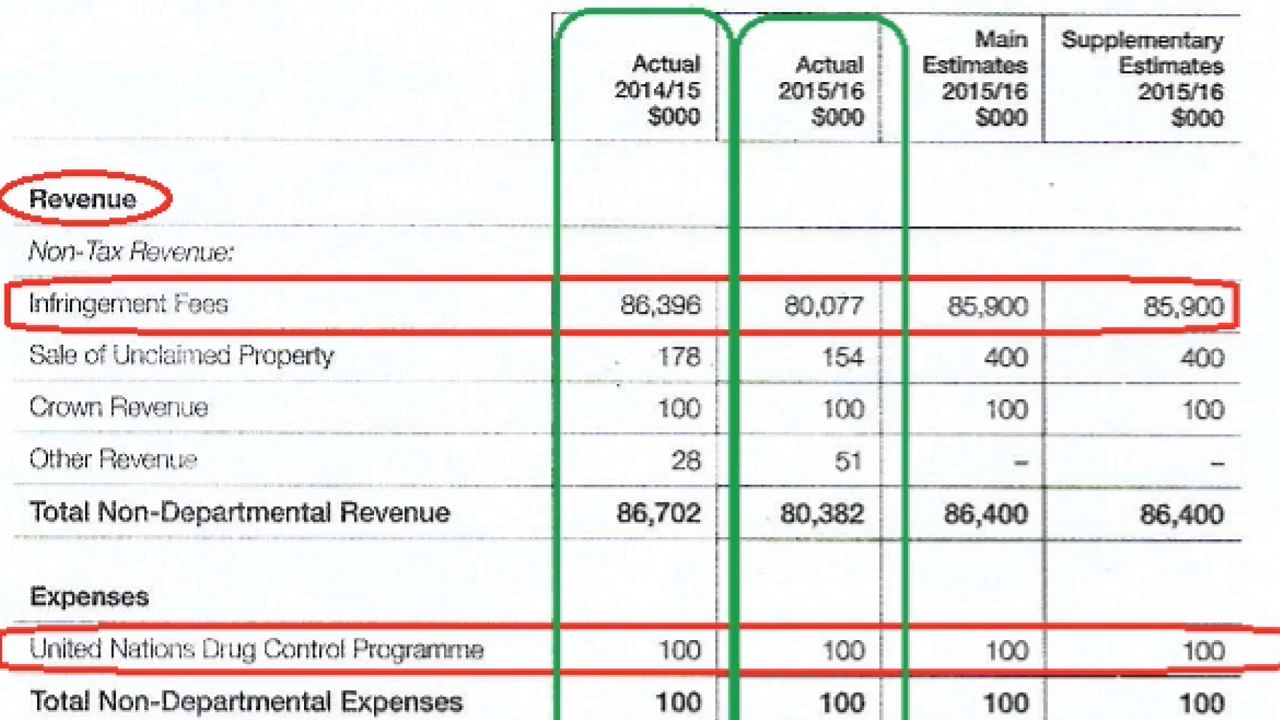 Main Supplementary
Actual Actual Estimates Estimates
2014/15 2015/16 2015/16 2015/16
$000 $000 $000 $000
Revenue
Non-Tax Revenue:
Infringement Fees 86,396 80,077 85,900 85,900
Sale of Unclaimed Property 178 154 400 400
Crown Revenue 100 100 100 100
Other Revenue 28 51 – –
Total Non-Departmental Revenue 86,702 80,382 86,400 86,400
Expenses
United Nations Drug Control Programme 100 100 100 100
Total Non-Departmental Expenses 100 100 100 100